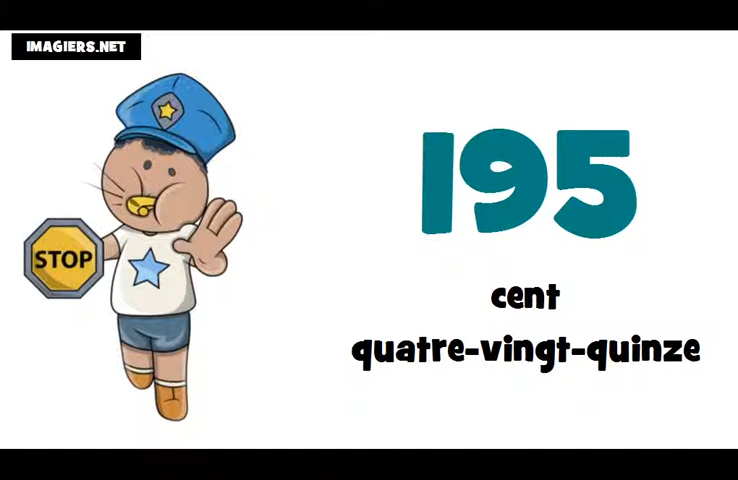 IMAGIERS.NET
195
STOP
cent
quatre-vingt-quinze